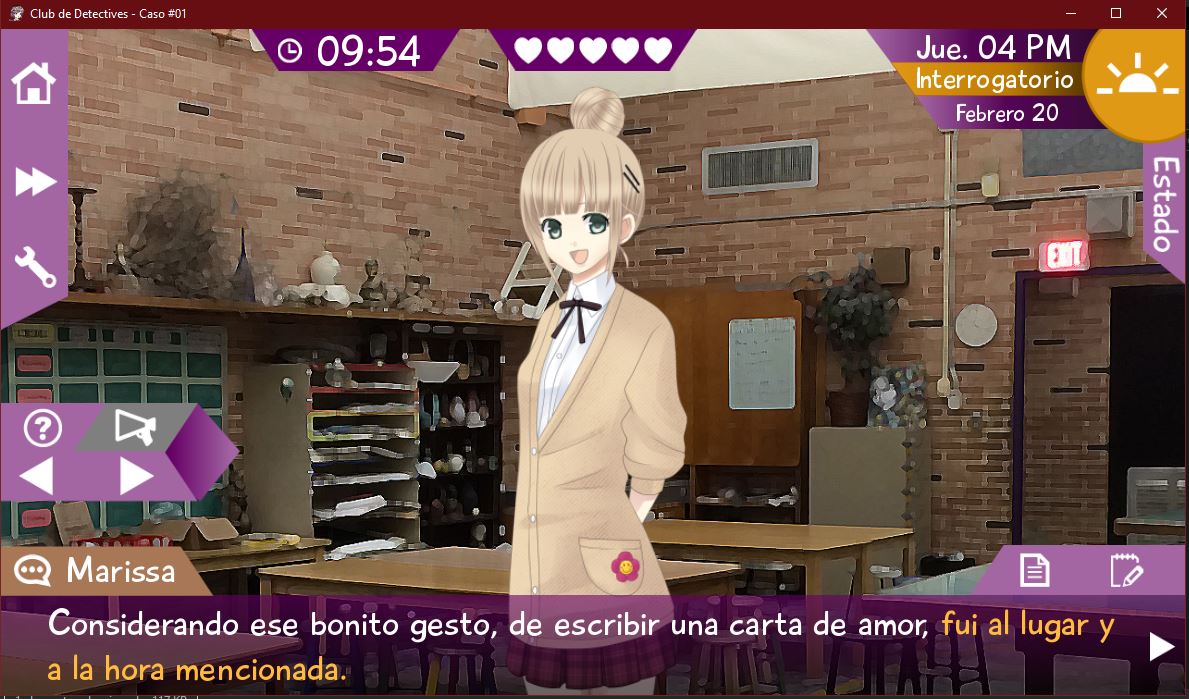 Club de Detectives - Caso #01
09:54
Jue. 04 PM
Interrogatorio
Febrero 20
Estado
EXIT
Marissa
Considerando ese bonito gesto, de escribir una carta de amor, fui al lugar y
a la hora mencionada.